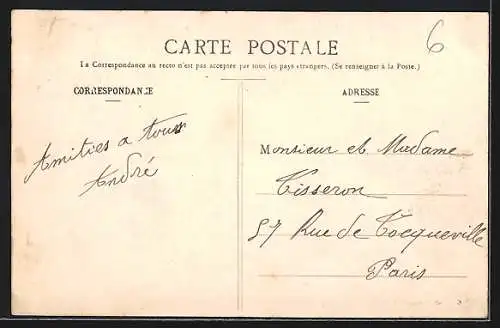 6
CARTE POSTALE
La Correspondance au recto n'est pas acceptée par tous les pays étrangers. (Se renseigner à la Poste.)
CORRESPONDANCE
Amitiés a tous
André
ADRESSE
Monsieur et Madame
Tisseron
57 Rue de Tocqueville
Paris